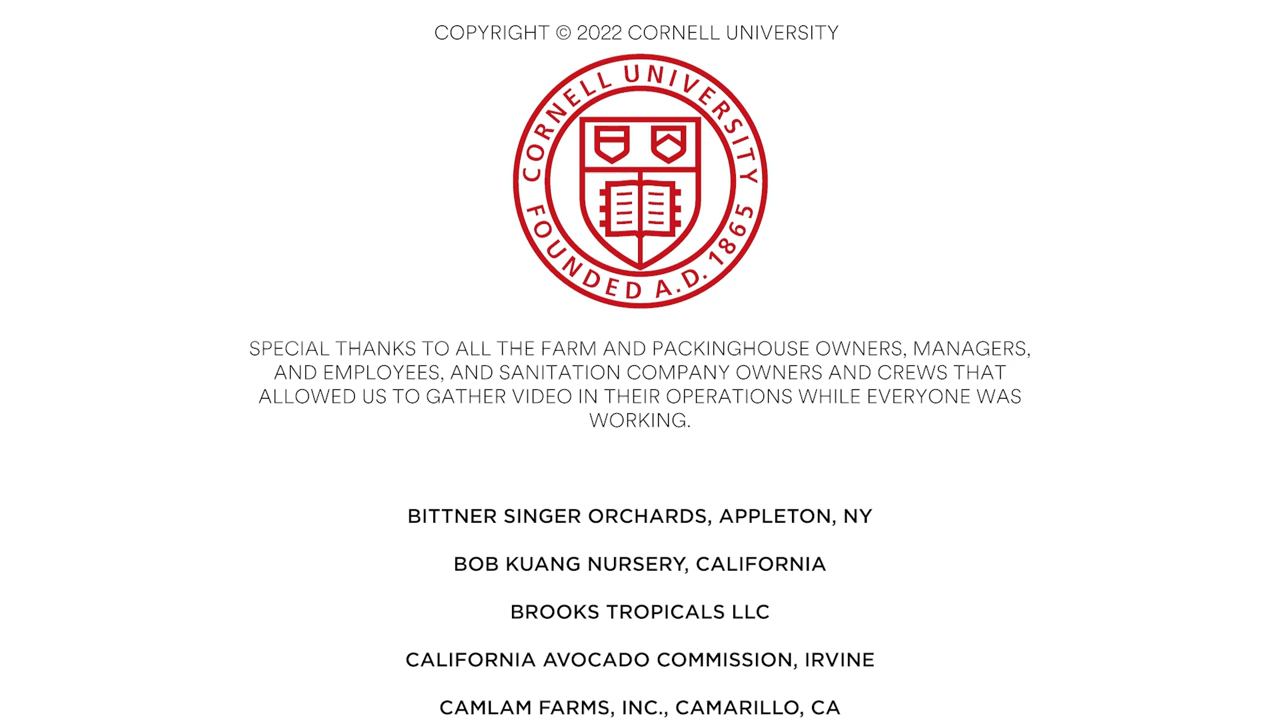 COPYRIGHT © 2022 CORNELL UNIVERSITY
CORNELL UNIVERSITY
FOUNDED A.D. 1865
SPECIAL THANKS TO ALL THE FARM AND PACKINGHOUSE OWNERS, MANAGERS,
AND EMPLOYEES, AND SANITATION COMPANY OWNERS AND CREWS THAT
ALLOWED US TO GATHER VIDEO IN THEIR OPERATIONS WHILE EVERYONE WAS
WORKING.
BITTNER SINGER ORCHARDS, APPLETON, NY
BOB KUANG NURSERY, CALIFORNIA
BROOKS TROPICALS LLC
CALIFORNIA AVOCADO COMMISSION, IRVINE
CAMLAM FARMS, INC., CAMARILLO, CA